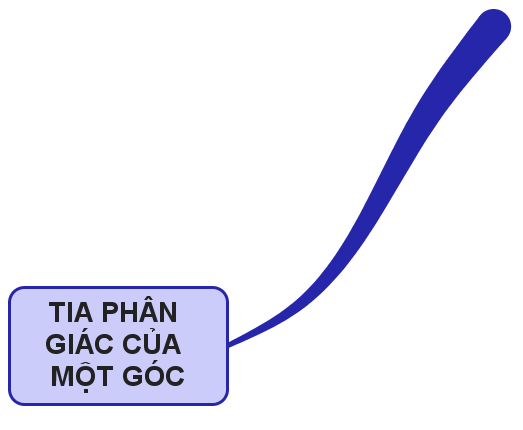 TIA PHÂN
GIÁC CỦA
MỘT GÓC